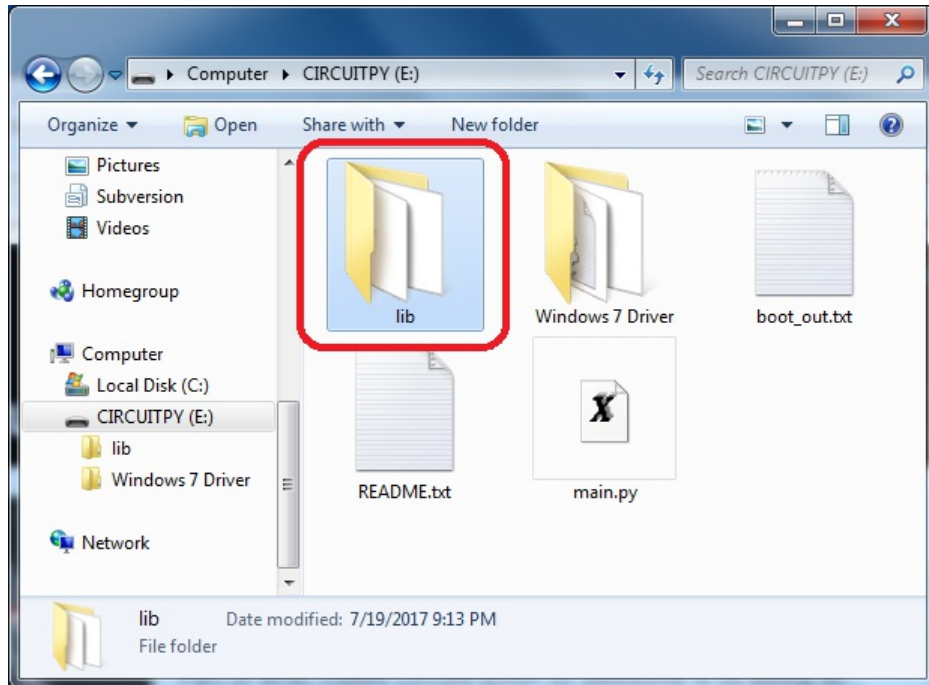 Computer CIRCUITPY (E:) Search CIRCUITPY (E:)
Organize Open Share with New folder
Pictures
Subversion
Videos
Homegroup
Computer
Local Disk (C:)
CIRCUITPY (E:)
lib
Windows 7 Driver
Network
lib Windows 7 Driver boot_out.txt
README.txt main.py
lib Date modified: 7/19/2017 9:13 PM
File folder